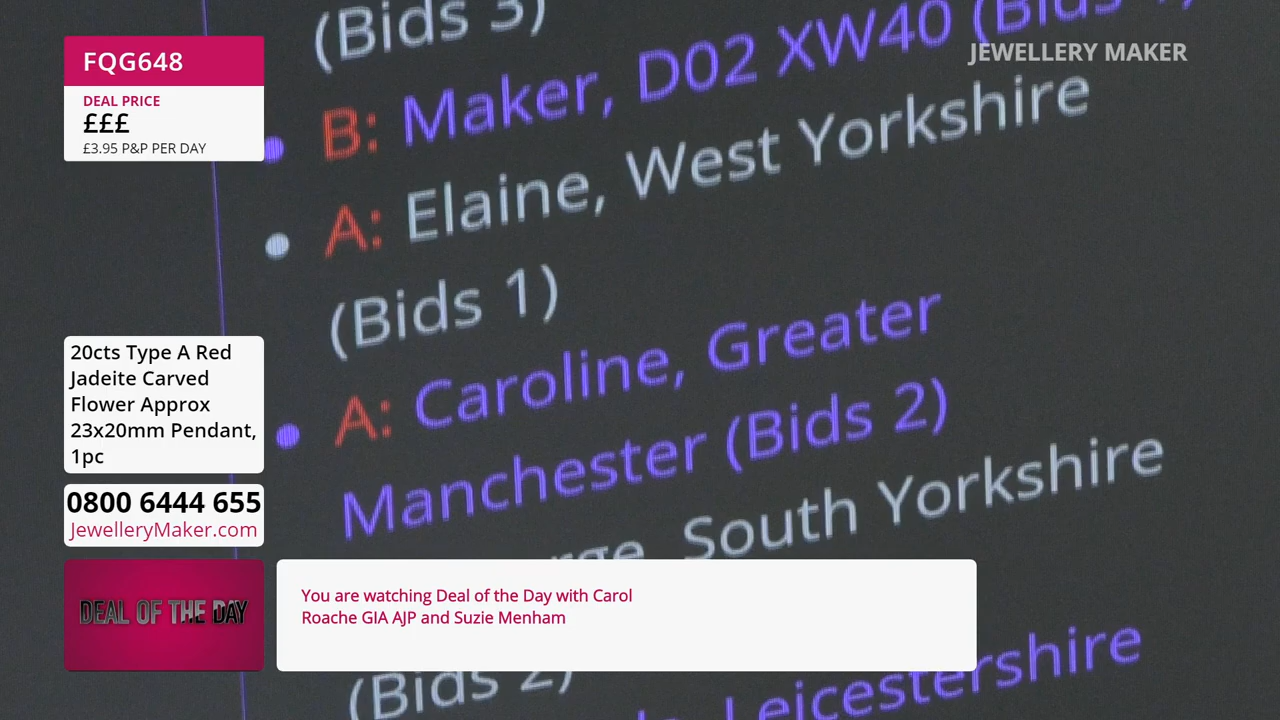 (Bids 3)
B: Maker, D02 XW40 (Bids
JEWELLERY MAKER
A: Elaine, West Yorkshire
(Bids 1)
A: Caroline, Greater
Manchester (Bids 2)
South Yorkshire
(Bids 2)
Leicestershire
FQG648
DEAL PRICE
£££
£3.95 P&P PER DAY
20cts Type A Red
Jadeite Carved
Flower Approx
23x20mm Pendant,
1pc
0800 6444 655
JewelleryMaker.com
DEAL OF THE DAY
You are watching Deal of the Day with Carol
Roache GIA AJP and Suzie Menham